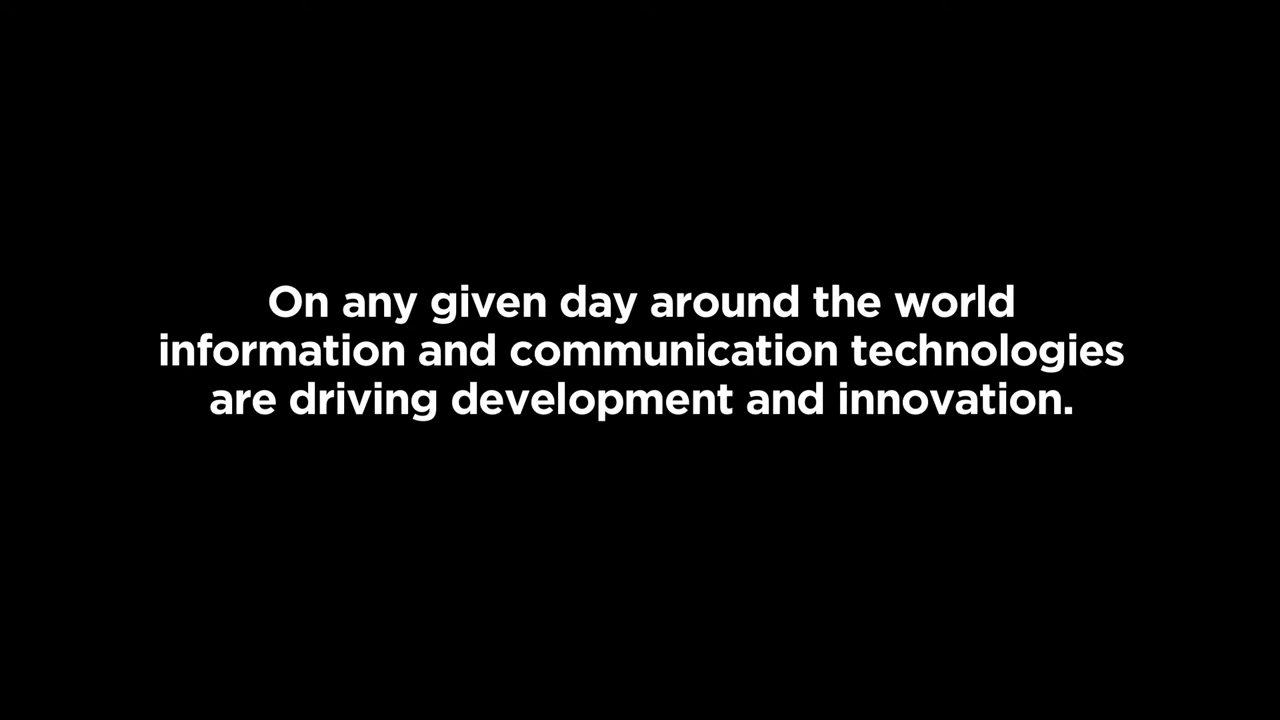 On any given day around the world
information and communication technologies
are driving development and innovation.